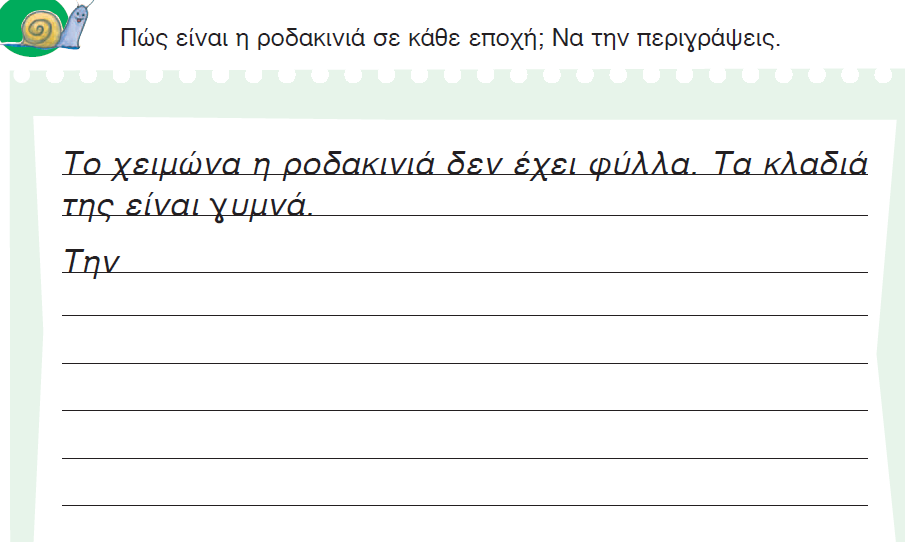 Πώς είναι η ροδακινιά σε κάθε εποχή; Να την περιγράψεις.
Το χειμώνα η ροδακινιά δεν έχει φύλλα. Τα κλαδιά
της είναι γυμνά.
Την